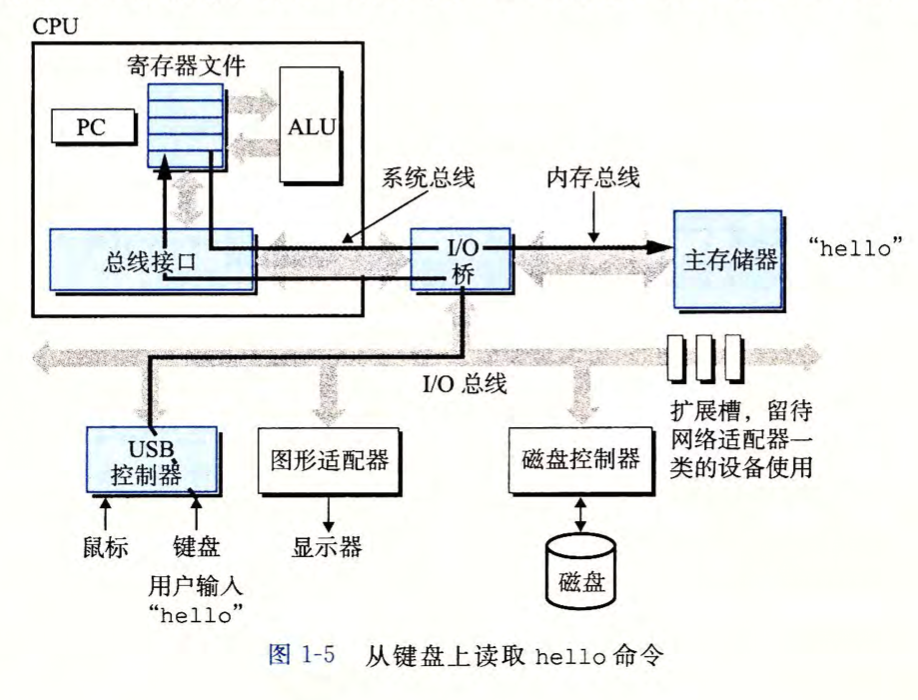 CPU
寄存器文件
PC
ALU
系统总线
内存总线
总线接口
I/O
桥
主存储器
“hello”
I/O 总线
扩展槽，留待
网络适配器一
类的设备使用
USB
控制器
图形适配器
磁盘控制器
鼠标
键盘
显示器
磁盘
用户输入
“hello”
图 1-5 从键盘上读取 hello 命令